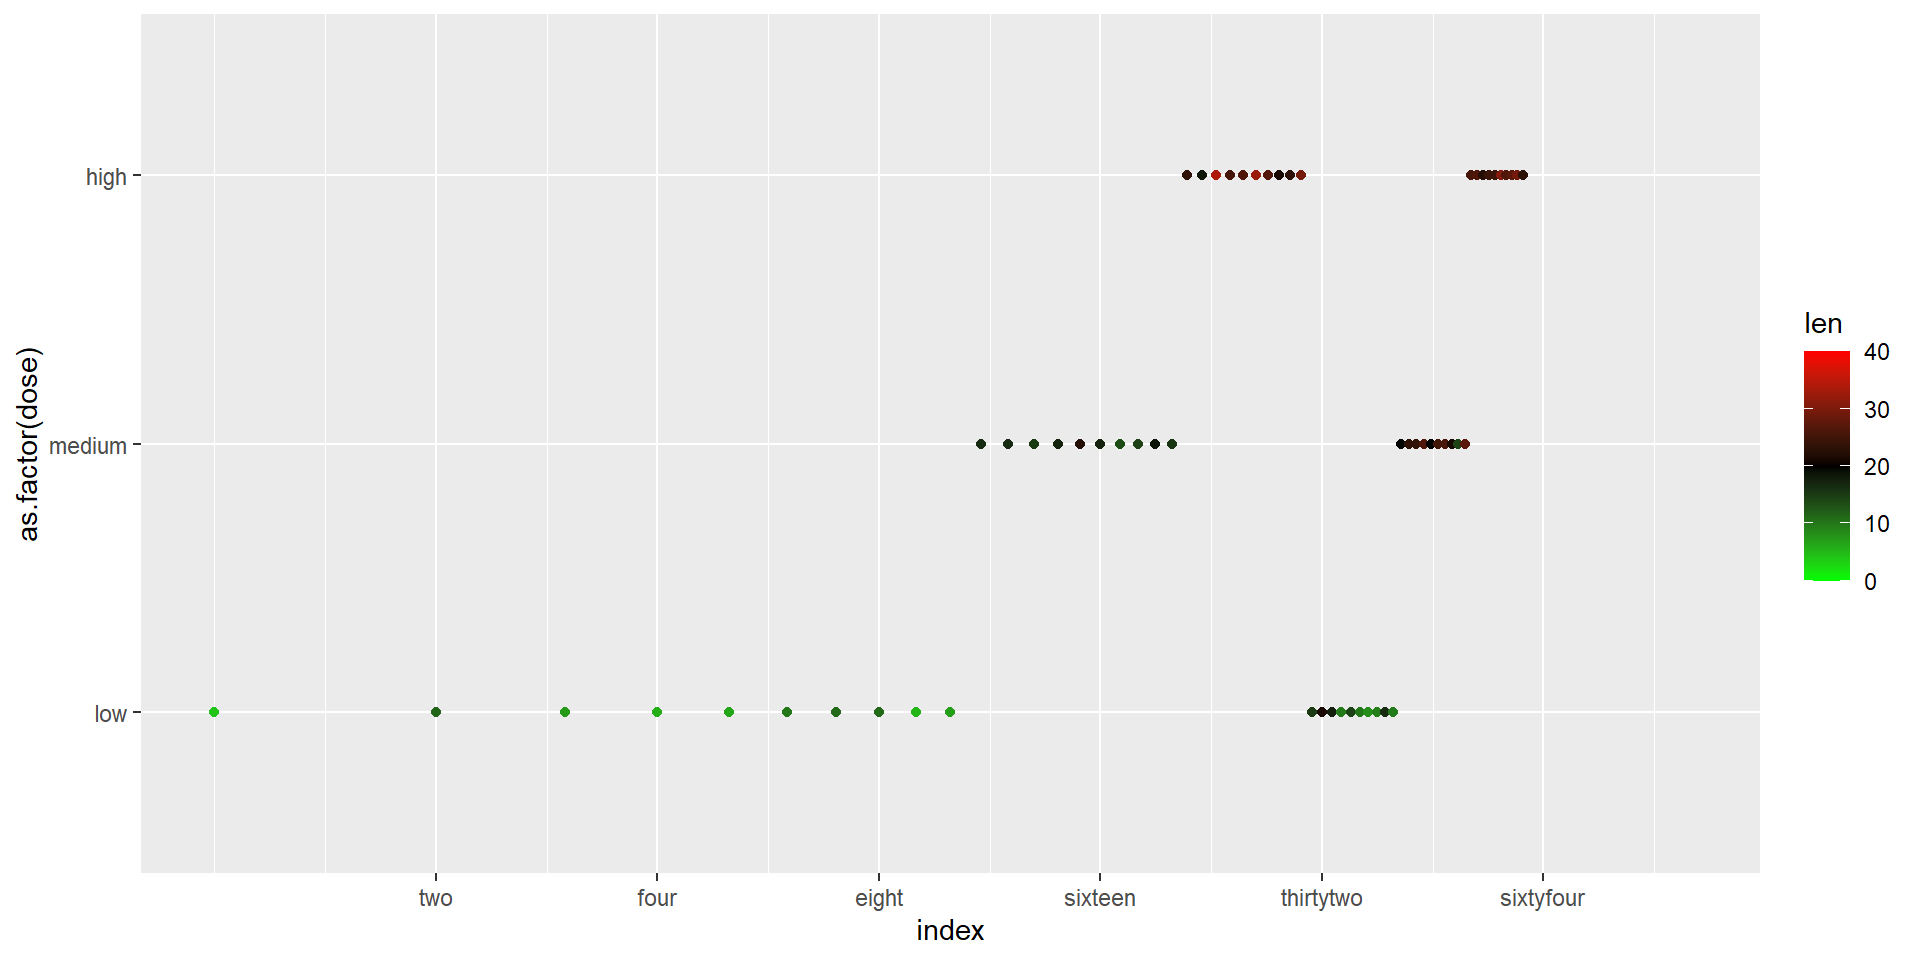 high
medium
low
as.factor(dose)
two
four
eight
sixteen
thirtytwo
sixtyfour
index
len
40
30
20
10
0